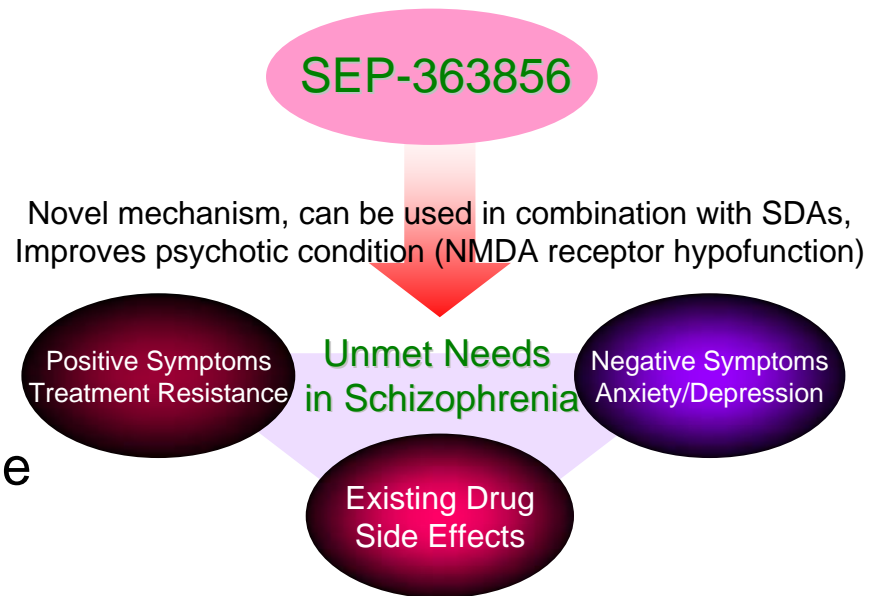 SEP-363856
Novel mechanism, can be used in combination with SDAs,
Improves psychotic condition (NMDA receptor hypofunction)
Positive Symptoms
Treatment Resistance
Unmet Needs
in Schizophrenia
Negative Symptoms
Anxiety/Depression
e
Existing Drug
Side Effects